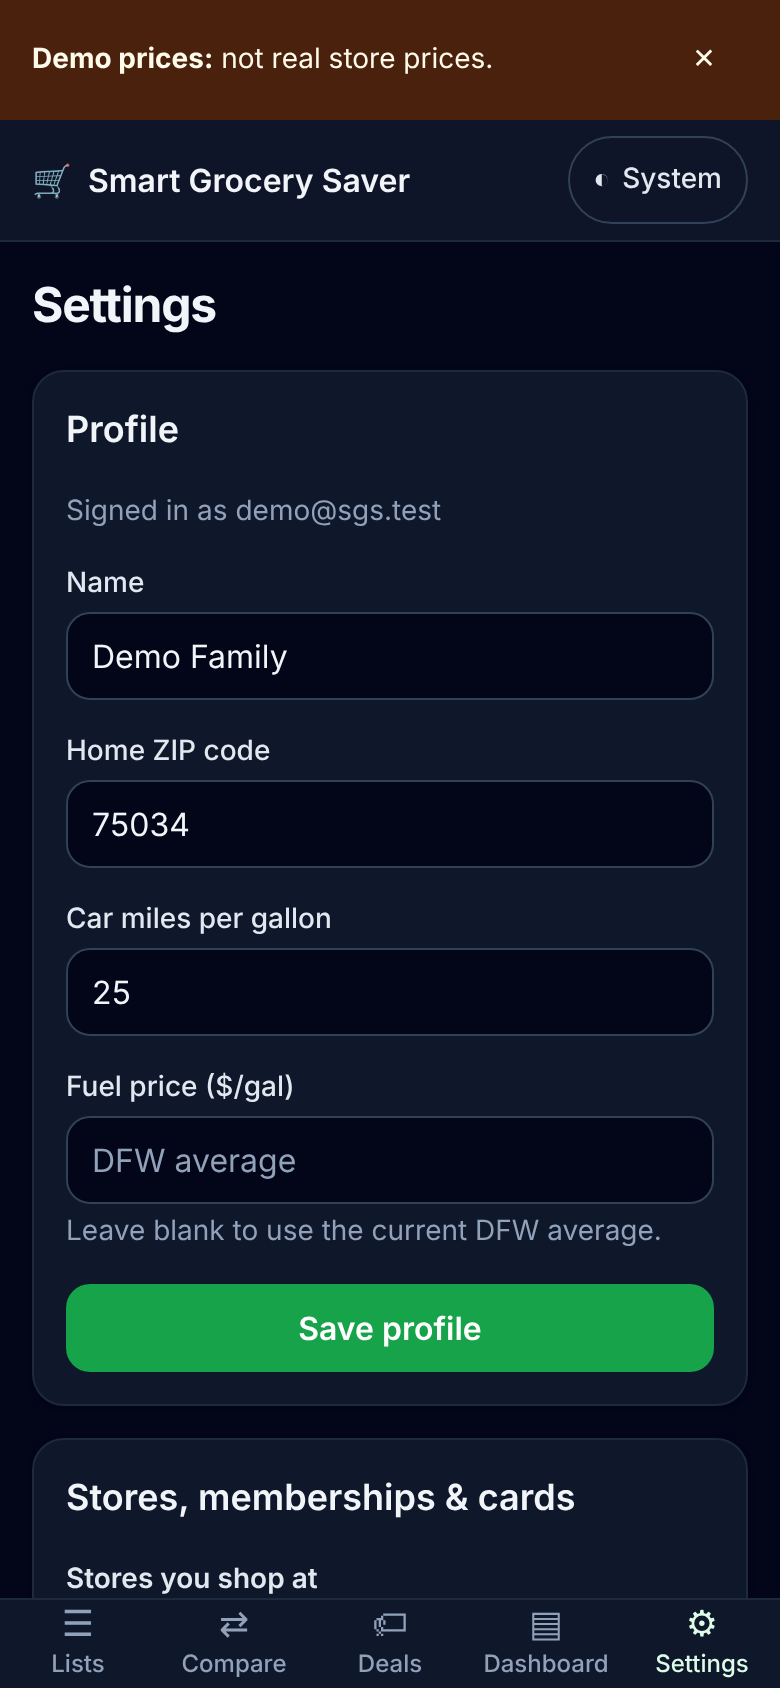 Demo prices: not real store prices.
Smart Grocery Saver
System
Settings
Profile
Signed in as demo@sgs.test
Name
Demo Family
Home ZIP code
75034
Car miles per gallon
25
Fuel price ($/gal)
DFW average
Leave blank to use the current DFW average.
Save profile
Stores, memberships & cards
Stores you shop at
Lists
Compare
Deals
Dashboard
Settings